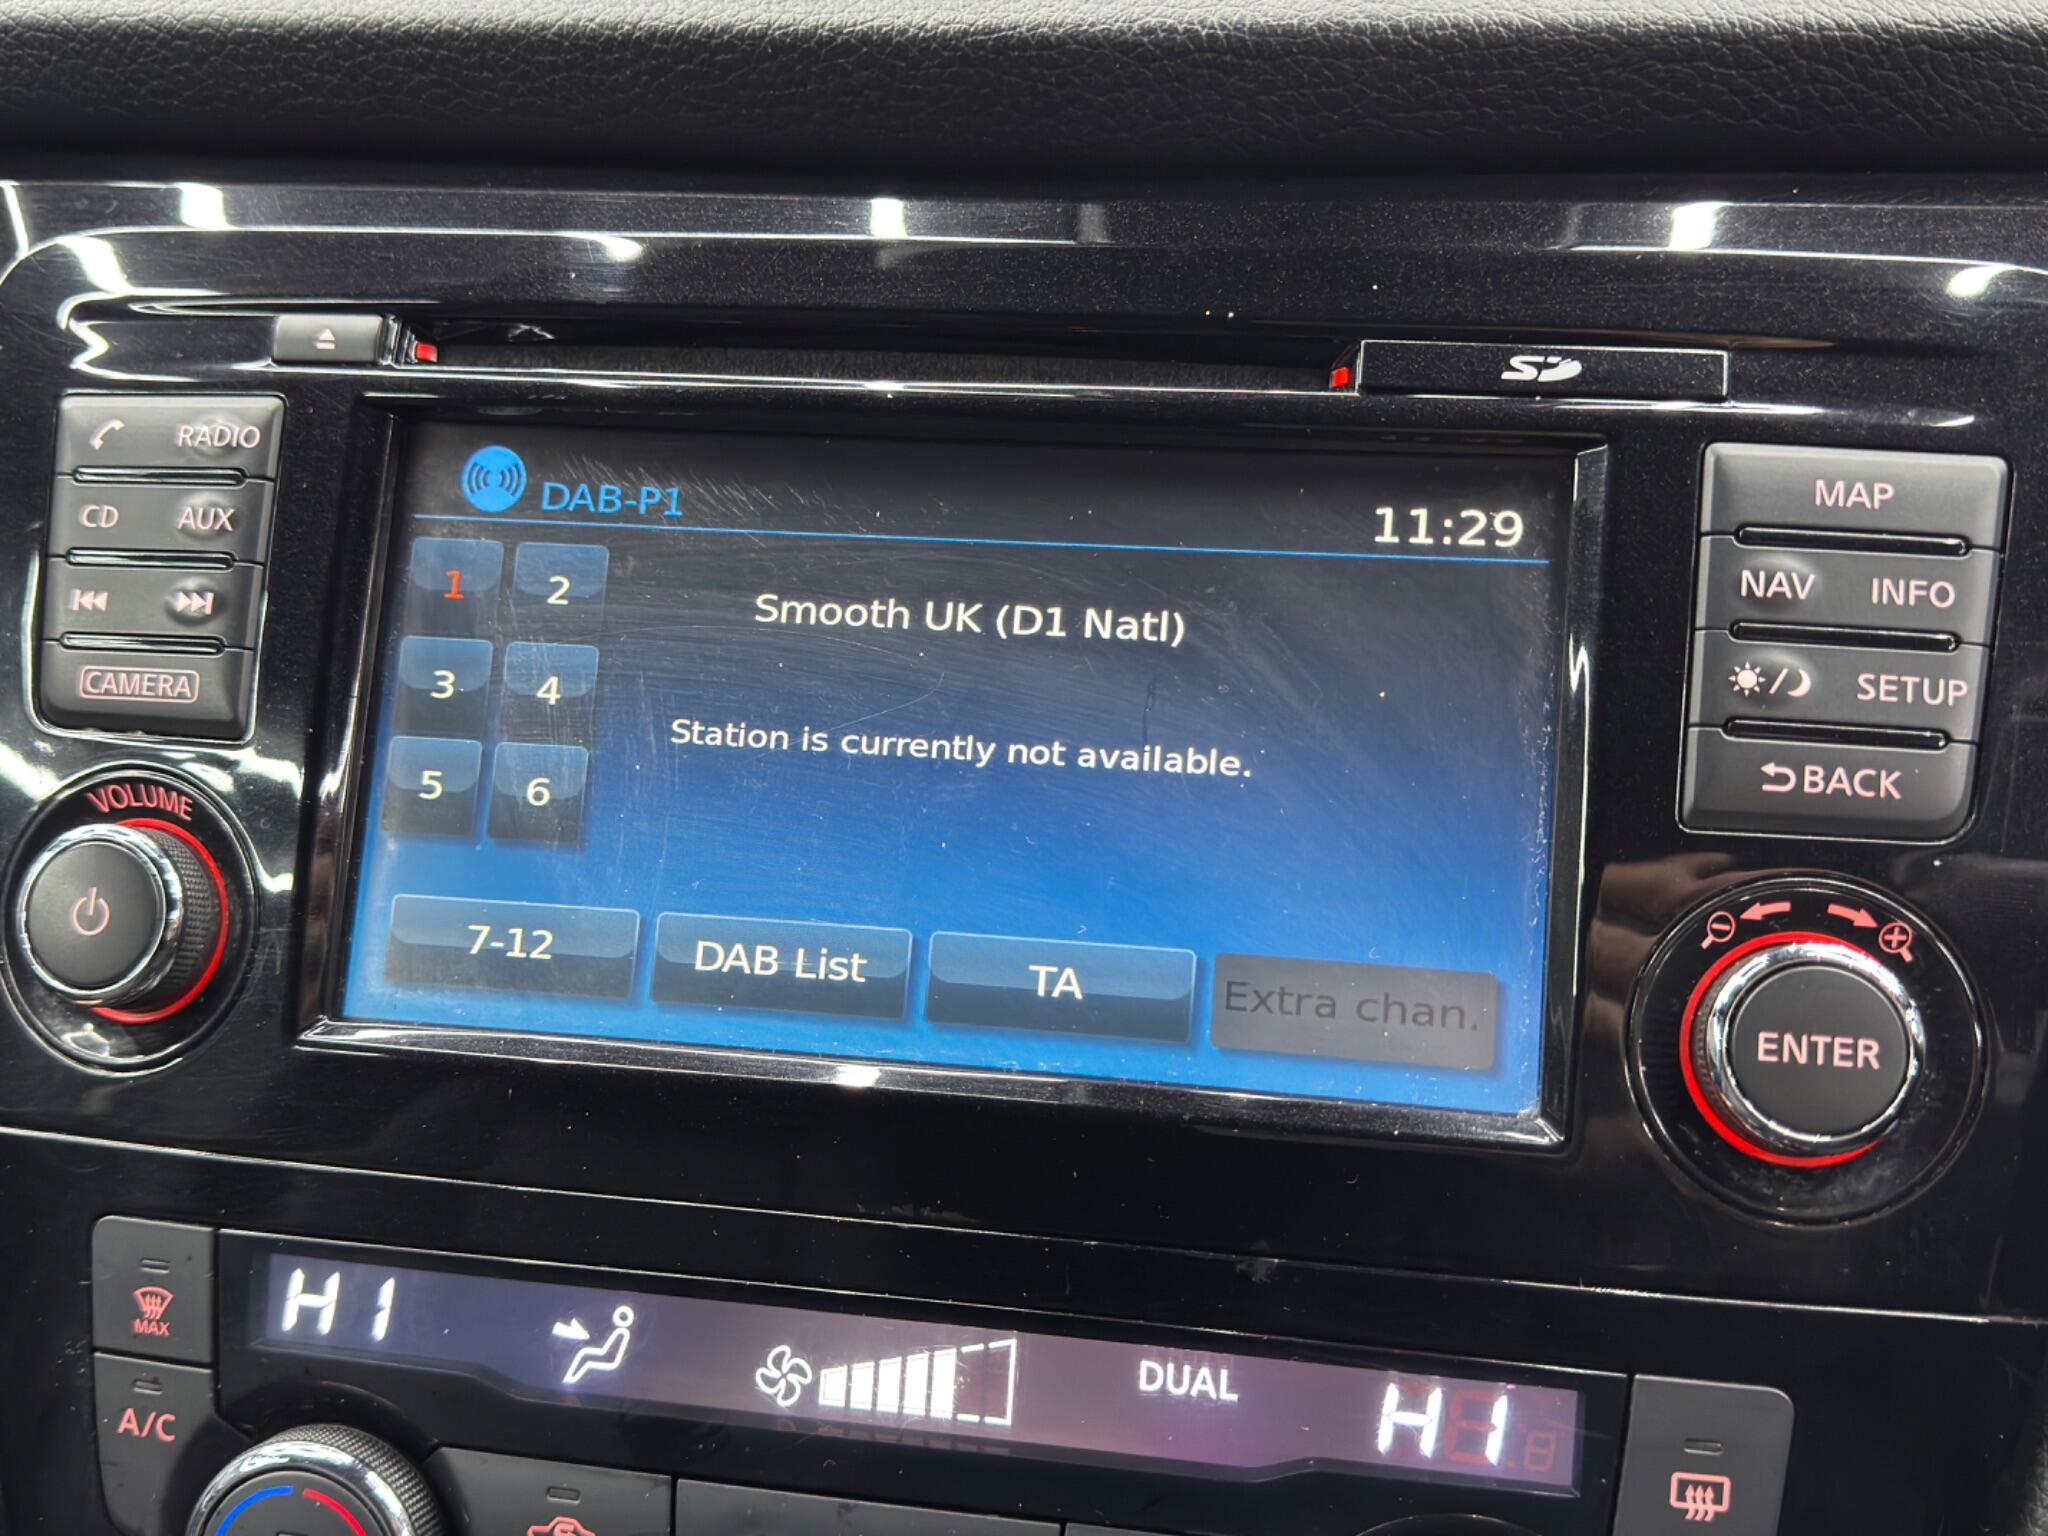 SD
RADIO
CD AUX
CAMERA
VOLUME
DAB-P1
11:29
1 2
3 4
5 6
Smooth UK (D1 Natl)
Station is currently not available.
7-12 DAB List TA Extra chan.
MAP
NAV INFO
SETUP
BACK
ENTER
MAX
A/C
HI
DUAL
HI